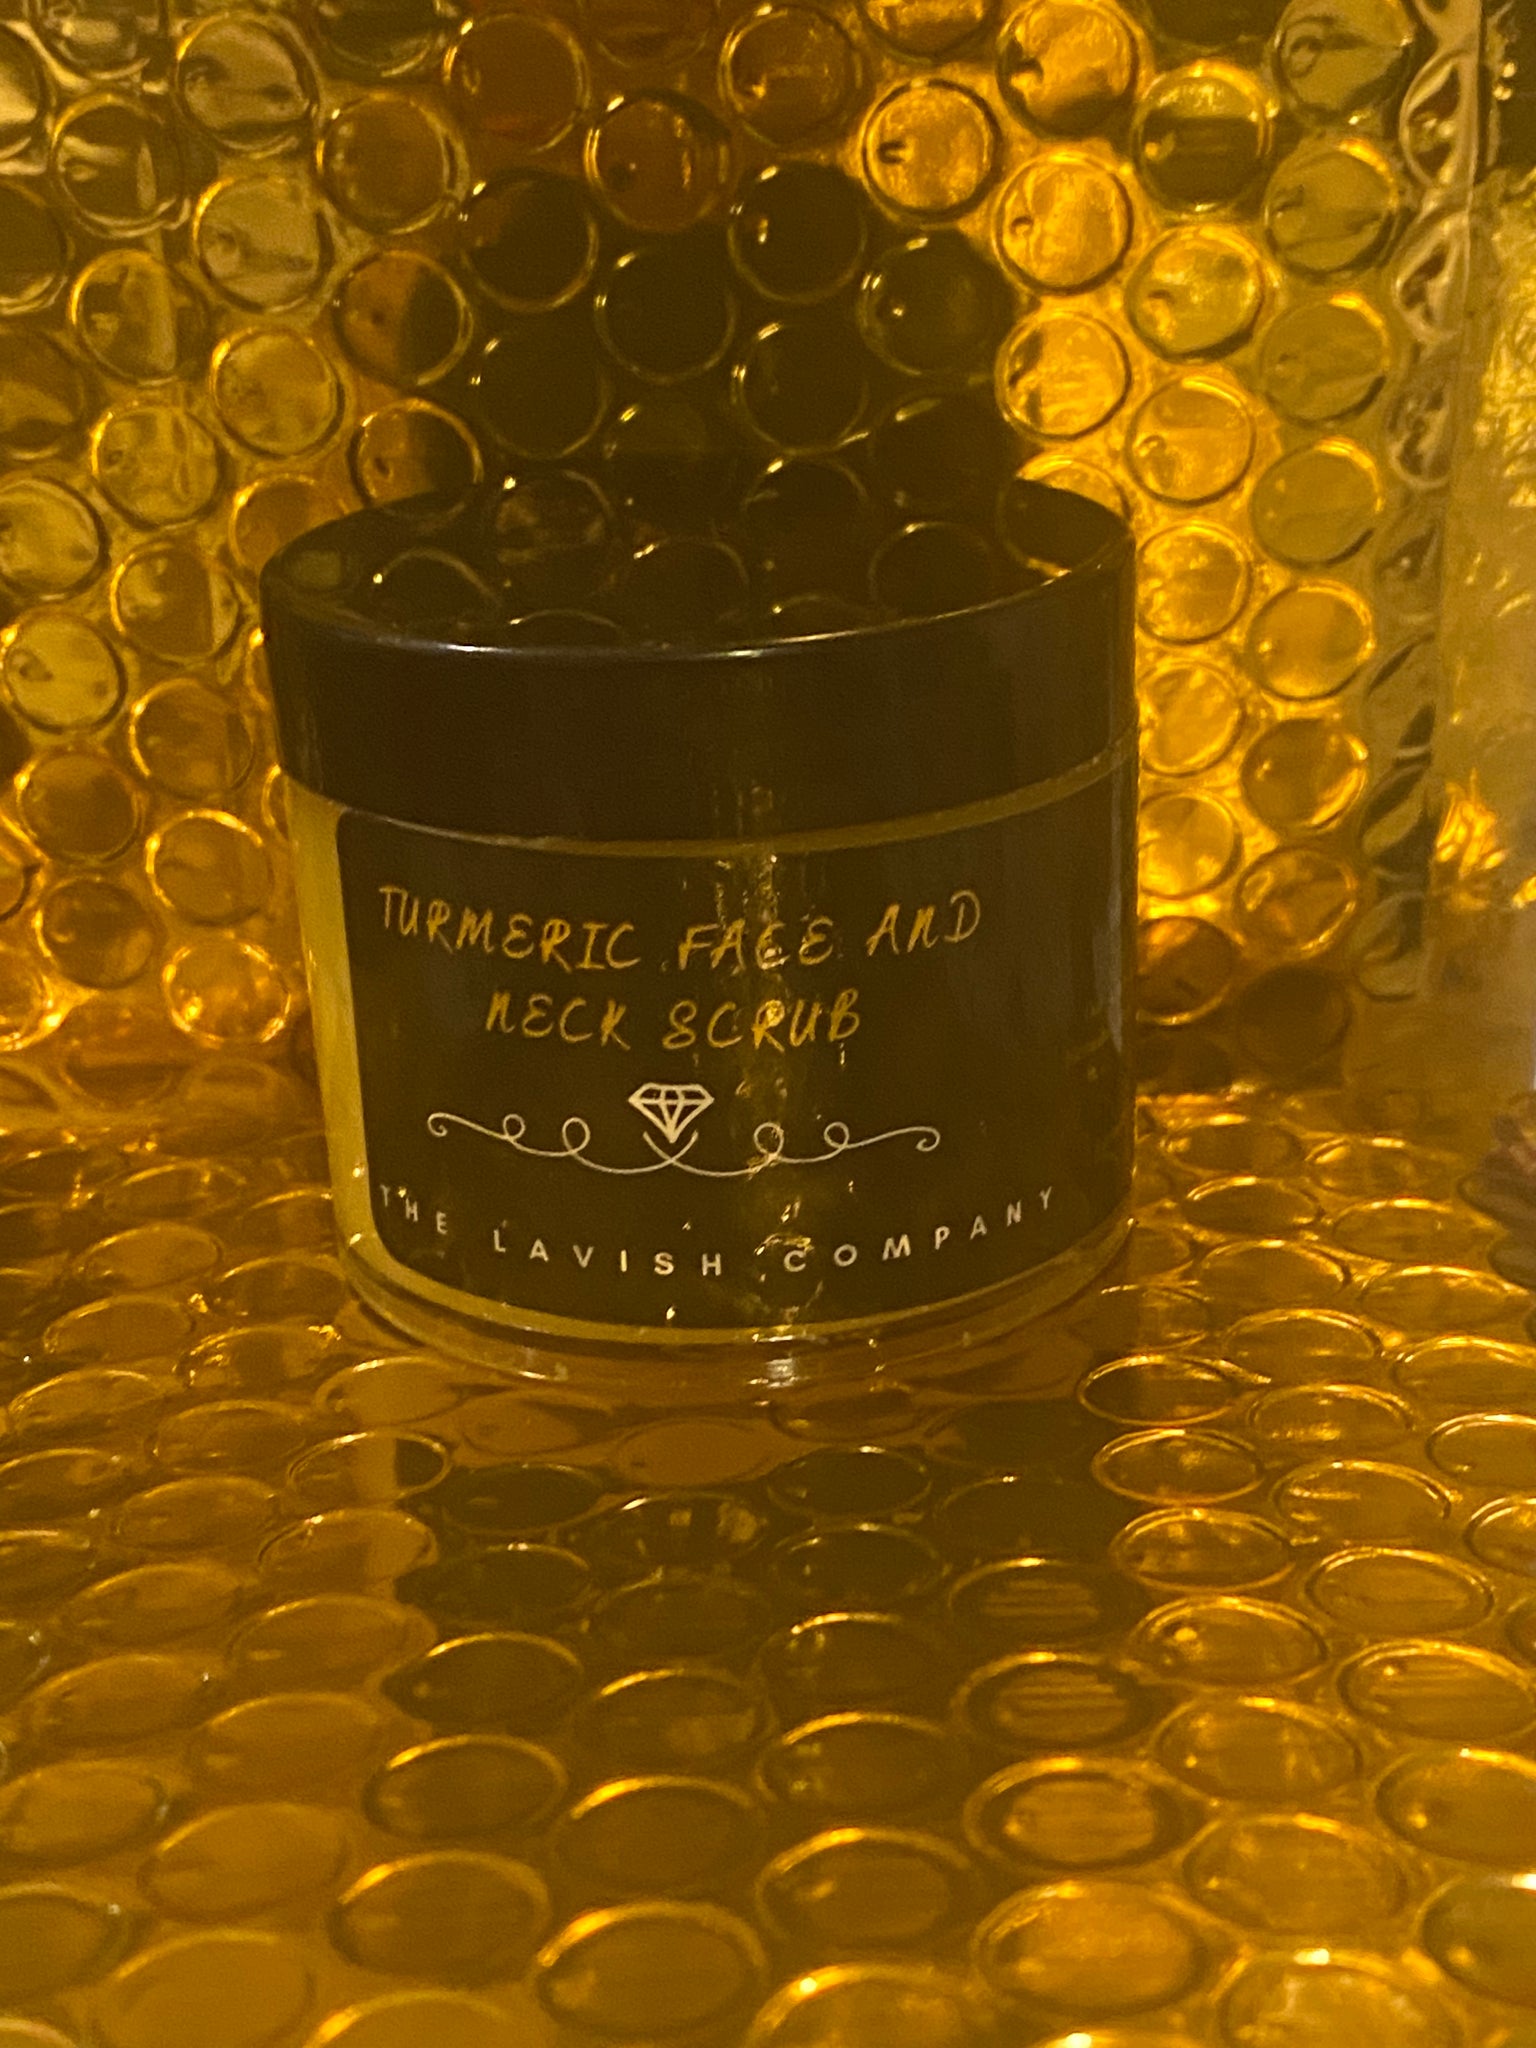 TURMERIC FACE AND
NECK SCRUB
THE LAVISH COMPANY